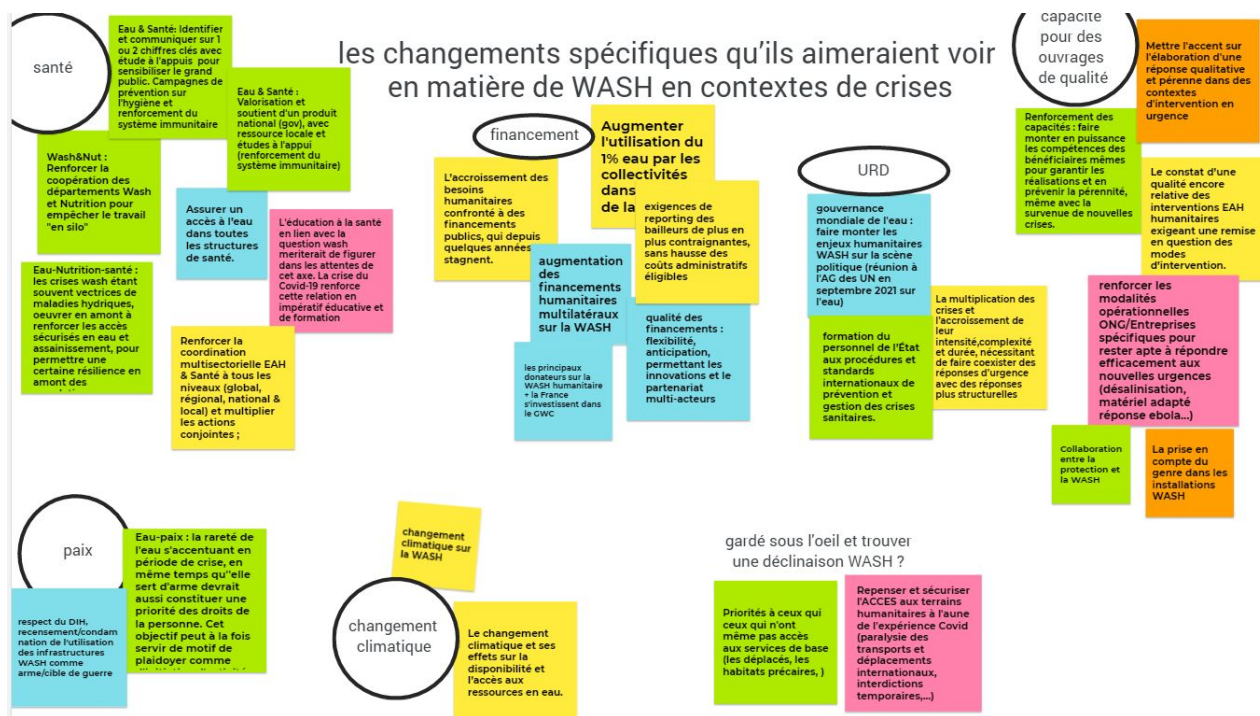 les changements spécifiques qu'ils aimeraient voir
en matière de WASH en contextes de crises
santé
Eau & Santé: Identifier
et communiquer sur 1
ou 2 chiffres clés avec
étude à l'appuis pour
sensibiliser le grand
public. Campagnes de
prévention sur
l'hygiène et
renforcement du
système immunitaire
Eau & Santé :
Valorisation et
soutient d'un produit
national (gov), avec
ressource locale et
études à l'appui
(renforcement du
système immunitaire)
Wash&Nut :
Renforcer la
coopération des
départements Wash
et Nutrition pour
empêcher le travail
"en silo"
Assurer un
accès à l'eau
dans toutes
les structures
de santé.
L'éducation à la santé
en lien avec la
question wash
meriterait de figurer
dans les attentes de
cet axe. La crise du
Covid-19 renforce
cette relation en
impératif éducative et
de formation
Eau-Nutrition-santé :
les crises wash étant
souvent vectrices de
maladies hydriques,
oeuvrer en amont à
renforcer les accès
sécurisés en eau et
assainissement, pour
permettre une
certaine résilience en
amont des
Renforcer la
coordination
multisectorielle EAH
& Santé à tous les
niveaux (global,
régional, national &
local) et multiplier
les actions
conjointes ;
financement
Augmenter
l'utilisation du
1% eau par les
collectivités
dans
de la
L'accroissement des
besoins
humanitaires
confronté à des
financements
publics, qui depuis
quelques années
stagnent.
exigences de
reporting des
bailleurs de plus
en plus contraignantes,
sans hausse des
coûts administratifs
éligibles
augmentation
des
financements
humanitaires
multilatéraux
sur la WASH
qualité des
financements :
flexibilité,
anticipation,
permettant les
innovations et le
partenariat
multi-acteurs
les principaux
donateurs sur la
WASH humanitaire
+ la France
s'investissent dans
le GWC
URD
gouvernance
mondiale de l'eau :
faire monter les
enjeux humanitaires
WASH sur la scène
politique (réunion à
l'AG des UN en
septembre 2021 sur
l'eau)
La multiplication des
crises et
l'accroissement de
leur
intensité,complexité
et durée, nécessitant
de faire coexister des
réponses d'urgence
avec des réponses
plus structurelles
formation du
personnel de l'État
aux procédures et
standards
internationaux de
prévention et
gestion des crises
sanitaires.
capacité
pour des
ouvrages
de qualité
Mettre l'accent sur
l'élaboration d'une
réponse qualitative et
pérenne dans des
contextes
d'intervention en
urgence
Renforcement des
capacités : faire
monter en puissance
les compétences des
bénéficiaires mêmes
pour garantir les
réalisations et en
prévenir la pérennité,
même avec la
survenue de nouvelles
crises.
Le constat d'une
qualité encore
relative des
interventions EAH
humanitaires
exigeant une remise
en question des
modes
d'intervention.
renforcer les
modalités
opérationnelles
ONG/Entreprises
spécifiques pour
rester apte à répondre
efficacement aux
nouvelles urgences
(désalinisation,
matériel adapté
réponse ebola...)
Collaboration
entre la
protection et
la WASH
La prise en
compte du
genre dans les
installations
WASH
paix
Eau-paix : la rareté de
l'eau s'accentuant en
période de crise, en
même temps qu''elle
sert d'arme devrait
aussi constituer une
priorité des droits de
la personne. Cet
objectif peut à la fois
servir de motif de
plaidoyer comme
respect du DIH,
recensement/condam
nation de l'utilisation
des infrastructures
WASH comme
arme/cible de guerre
changement
climatique sur
la WASH
changement
climatique
Le changement
climatique et ses
effets sur la
disponibilité et
l'accès aux
ressources en eau.
gardé sous l'oeil et trouver
une déclinaison WASH ?
Priorités à ceux qui
ceux qui n'ont
même pas accès
aux services de base
(les déplacés, les
habitats précaires, )
Repenser et sécuriser
l'ACCES aux terrains
humanitaires à l'aune
de l'expérience Covid
(paralysie des
transports et
déplacements
internationaux,
interdictions
temporaires,...)